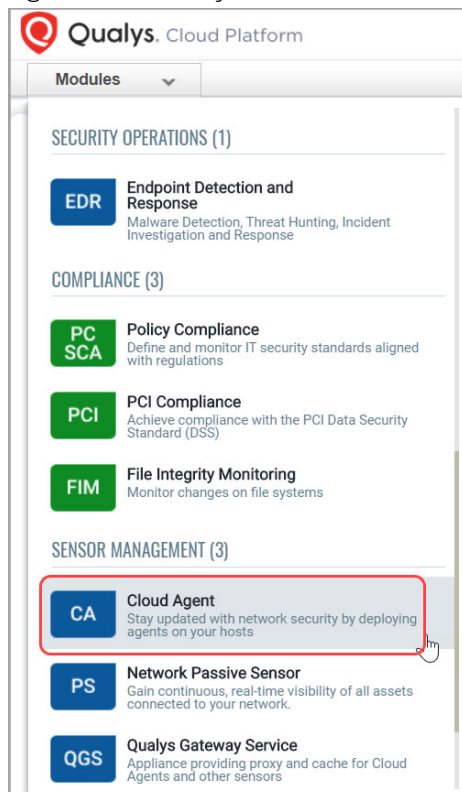 Qualys. Cloud Platform
Modules
SECURITY OPERATIONS (1)
EDR
Endpoint Detection and
Response
Malware Detection, Threat Hunting, Incident
Investigation and Response
COMPLIANCE (3)
PC
SCA
Policy Compliance
Define and monitor IT security standards aligned
with regulations
PCI
PCI Compliance
Achieve compliance with the PCI Data Security
Standard (DSS)
FIM
File Integrity Monitoring
Monitor changes on file systems
SENSOR MANAGEMENT (3)
CA
Cloud Agent
Stay updated with network security by deploying
agents on your hosts
PS
Network Passive Sensor
Gain continuous, real-time visibility of all assets
connected to your network.
QGS
Qualys Gateway Service
Appliance providing proxy and cache for Cloud
Agents and other sensors